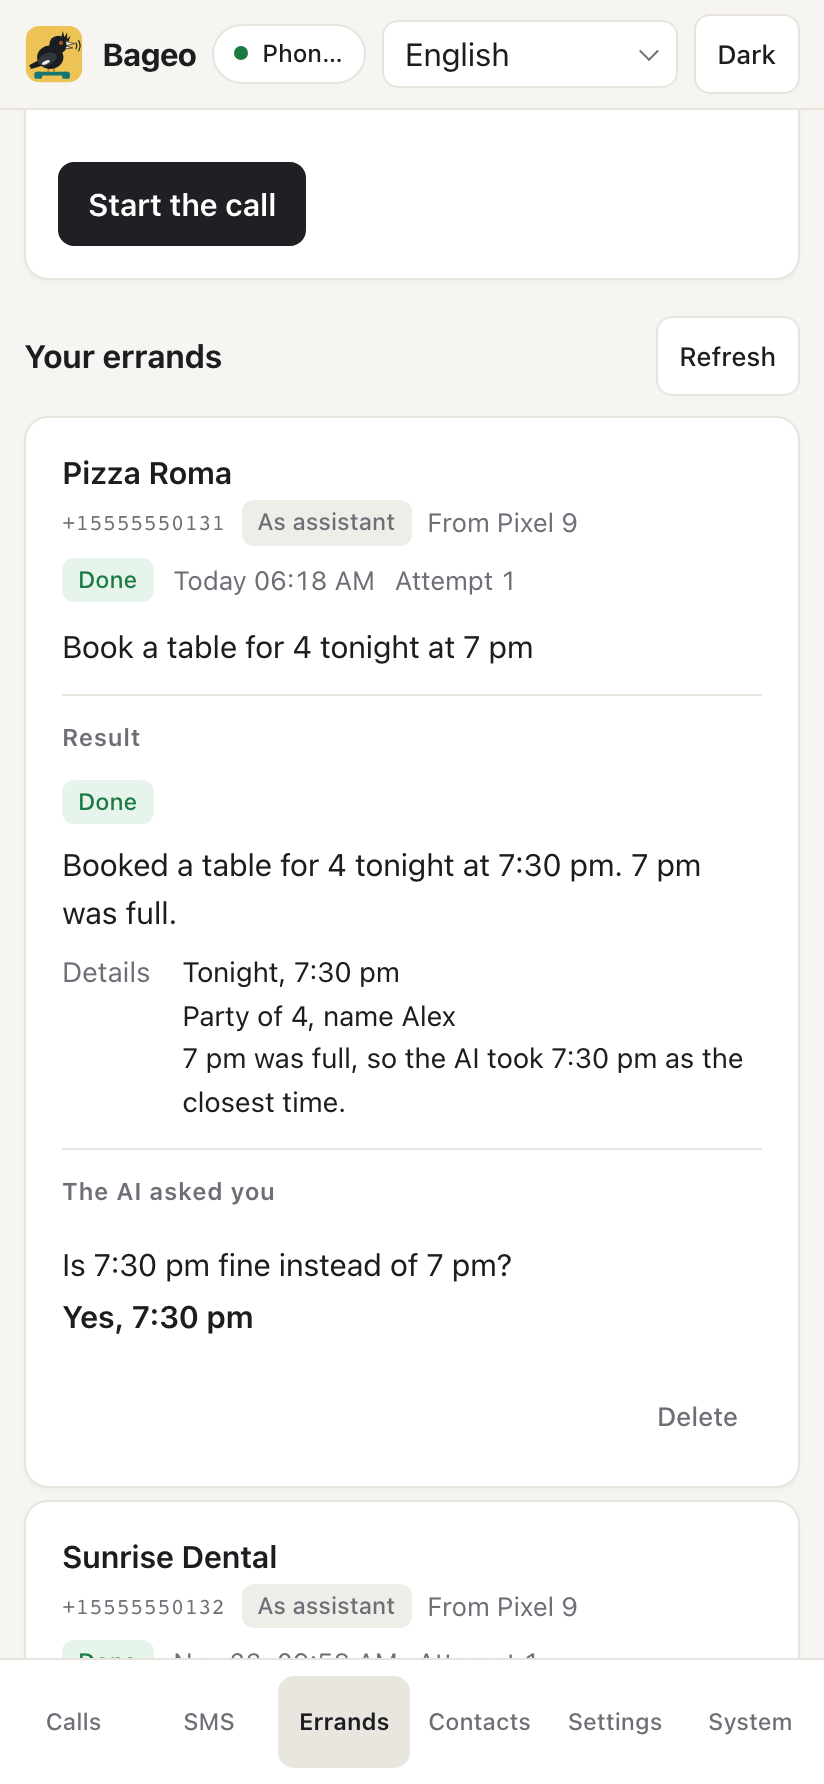 Bageo
Phon...
English
Dark
Start the call
Your errands
Refresh
Pizza Roma
+15555550131 As assistant From Pixel 9
Done Today 06:18 AM Attempt 1
Book a table for 4 tonight at 7 pm
Result
Done
Booked a table for 4 tonight at 7:30 pm. 7 pm
was full.
Details Tonight, 7:30 pm
Party of 4, name Alex
7 pm was full, so the AI took 7:30 pm as the
closest time.
The AI asked you
Is 7:30 pm fine instead of 7 pm?
Yes, 7:30 pm
Delete
Sunrise Dental
+15555550132 As assistant From Pixel 9
Done
Calls SMS Errands Contacts Settings System